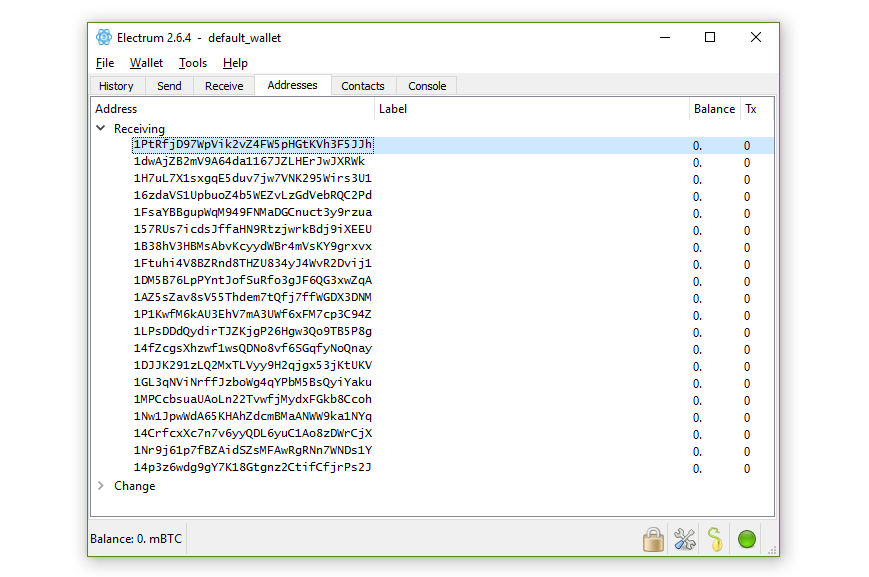 Electrum 2.6.4 - default_wallet
File Wallet Tools Help
History Send Receive Addresses Contacts Console
Address Label Balance Tx
Receiving
1PtRfjD97WpVik2vZ4FW5pHGtKVh3F5JJh 0. 0
1dwAjZB2mV9A64da1167JZLHErJwJXRWk 0. 0
1H7uL7X1sxgqE5duv7jw7VNK295Wirs3U1 0. 0
16zdaVS1UpbuoZ4b5WEZvLzGdVebRQC2Pd 0. 0
1FsaYBBgupWqM949FNMaDGCnuct3y9rzua 0. 0
157RUs7icdsJffaHN9RtzjwrkBdj9iXEEU 0. 0
1B38hV3HBMsAbvKcyydWBr4mVsKY9grxvx 0. 0
1Ftuhi4V8BZRnd8THZU834yJ4WvR2Dvij1 0. 0
1DM5B76LpPYntJofSuRfo3gJF6QG3xwZqA 0. 0
1AZ5sZav8sV55Thdem7tQfj7ffWGDX3DNM 0. 0
1P1KwfM6kAU3EhV7mA3UWf6xFM7cp3C94Z 0. 0
1LPsDDdQydirTJZKjgP26Hgw3Qo9TB5P8g 0. 0
14fZcgsXhzwf1wsQDNo8vf6SGqfyNoQnay 0. 0
1DJJK291zLQ2MxTLVyy9H2qjgx53jKtUKV 0. 0
1GL3qNViNrffJzboWg4qYPbM5BsQyiYaku 0. 0
1MPCcbsuaUAoLn22TvwfjMydxFGkb8Ccoh 0. 0
1Nw1JpwWdA65KHAhZdcmBMaANWW9ka1NYq 0. 0
14CrfcxXc7n7v6yyQDL6yuC1Ao8zDWrCjX 0. 0
1Nr9j61p7fBZAidSZsMFAwRgRNn7WNDs1Y 0. 0
14p3z6wdg9gY7K18Gtgnz2CtifCfjrPs2J 0. 0
Change
Balance: 0. mBTC